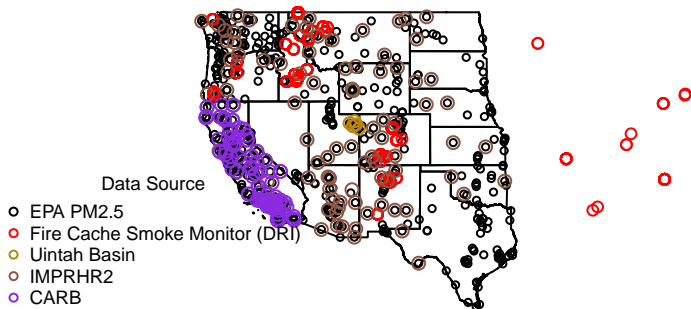 Data Source
EPA PM2.5
Fire Cache Smoke Monitor (DRI)
Uintah Basin
IMPRHR2
CARB